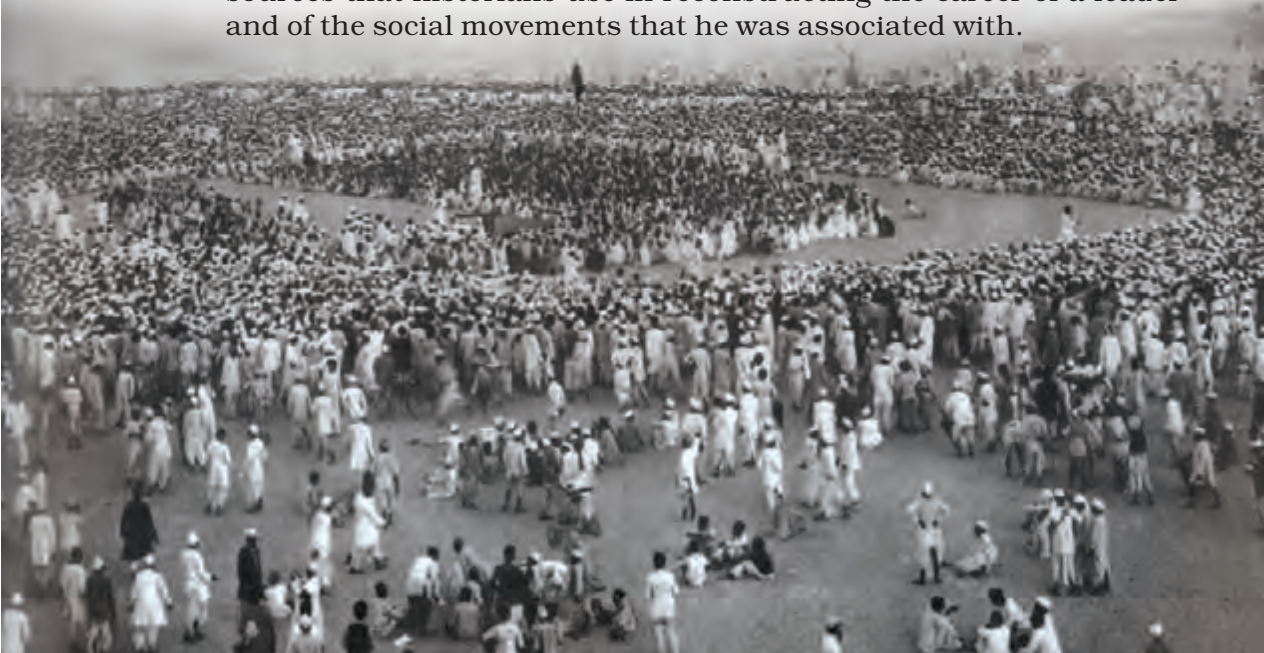 sources that historians use in reconstructing the career of a leader
and of the social movements that he was associated with.